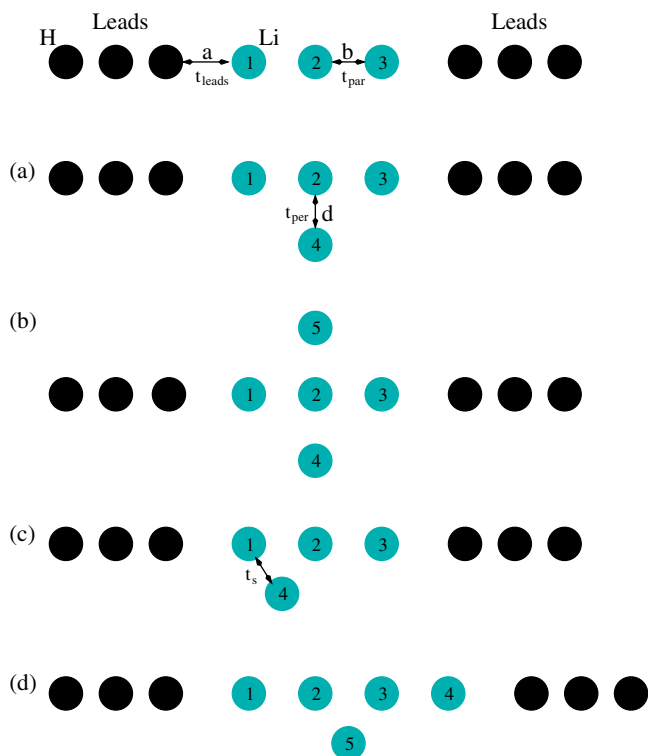 Leads Leads
H a Li b
1 2 3
t_leads t_par
(a) 1 2 3
t_per d
4
(b)
5
1 2 3
4
(c) 1 2 3
t_s
4
(d) 1 2 3 4
5